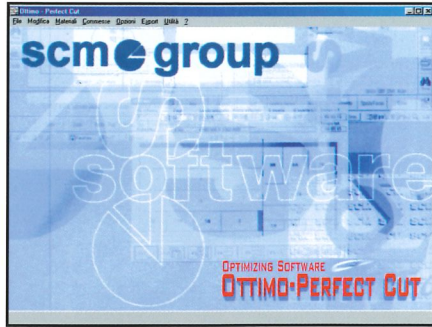 Ottimo - Perfect Cut
File Modifica Materiali Commesse Opzioni Export Utilità ?
scm group
software
OPTIMIZING SOFTWARE
OTTIMO-PERFECT CUT